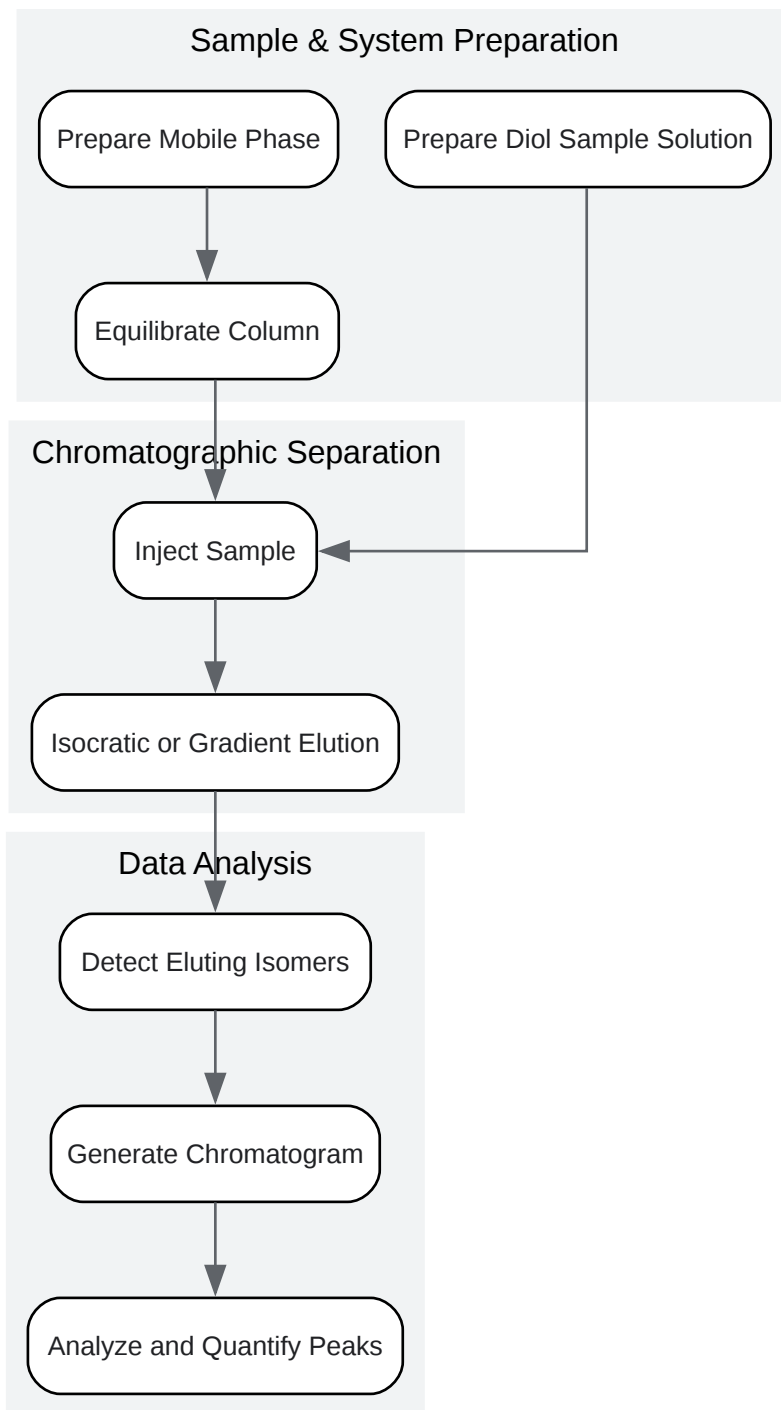 Sample & System Preparation
Prepare Mobile Phase
Prepare Diol Sample Solution
Equilibrate Column
Chromatographic Separation
Inject Sample
Isocratic or Gradient Elution
Data Analysis
Detect Eluting Isomers
Generate Chromatogram
Analyze and Quantify Peaks